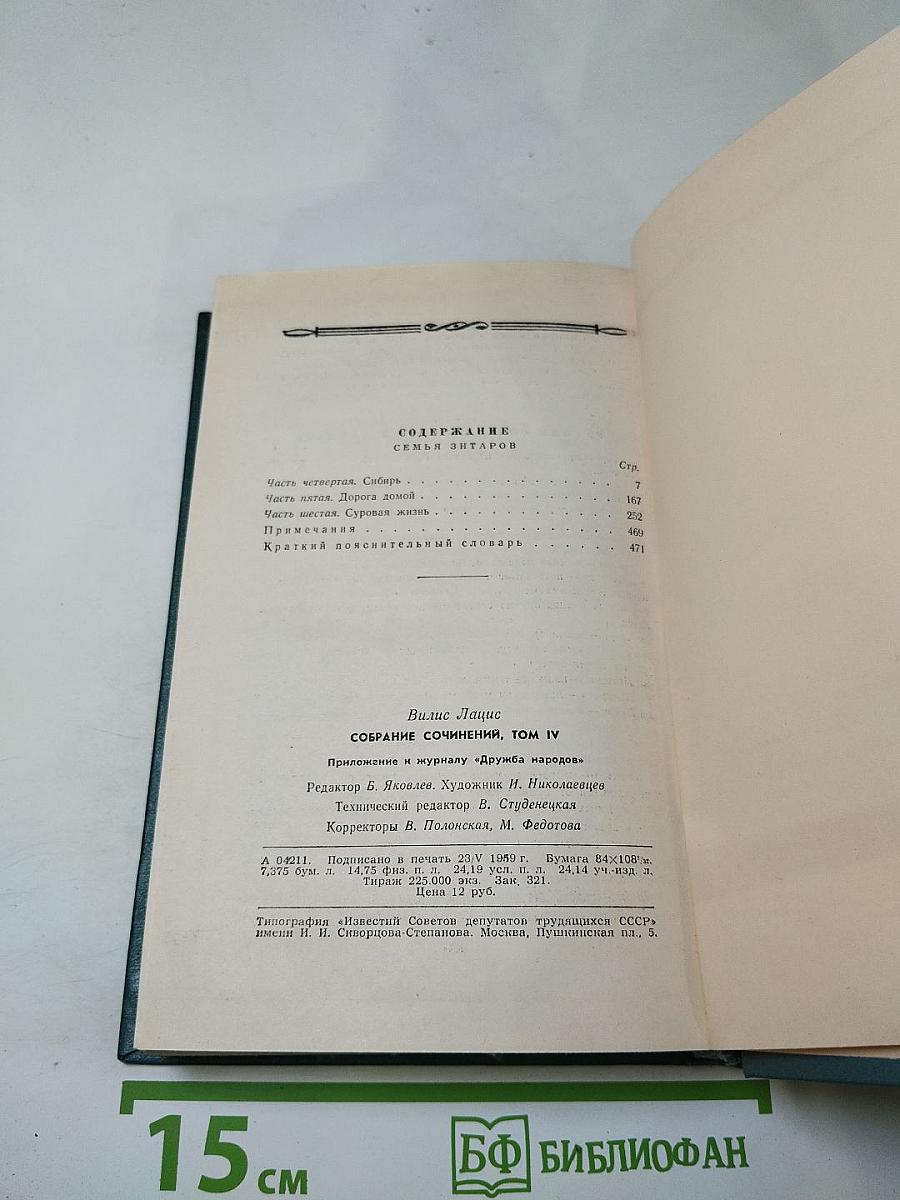 СОДЕРЖАНИЕ
СЕМЬЯ ЗИТАРОВ
Стр.
Часть четвертая. Сибирь . . . . . . . . . . . . . . . 7
Часть пятая. Дорога домой . . . . . . . . . . . . . . 167
Часть шестая. Суровая жизнь . . . . . . . . . . . . . 252
Примечания . . . . . . . . . . . . . . . . . . 469
Краткий пояснительный словарь . . . . . . 471
Вилис Лацис
СОБРАНИЕ СОЧИНЕНИЙ, ТОМ IV
Приложение к журналу «Дружба народов»
Редактор Б. Яковлев. Художник И. Николаевцев
Технический редактор В. Студенецкая
Корректоры В. Полонская, М. Федотова
А 04211. Подписано в печать 23/V 1959 г. Бумага 84×108¹/₃₂.
7,375 бум. л. 14,75 физ. п. л. 24,19 усл. п. л. 24,14 уч.-изд. л.
Тираж 225.000 экз. Зак. 321.
Цена 12 руб.
Типография «Известий Советов депутатов трудящихся СССР»
имени И. И. Скворцова-Степанова. Москва, Пушкинская пл., 5.
15 см
БФ БИБЛИОФАН